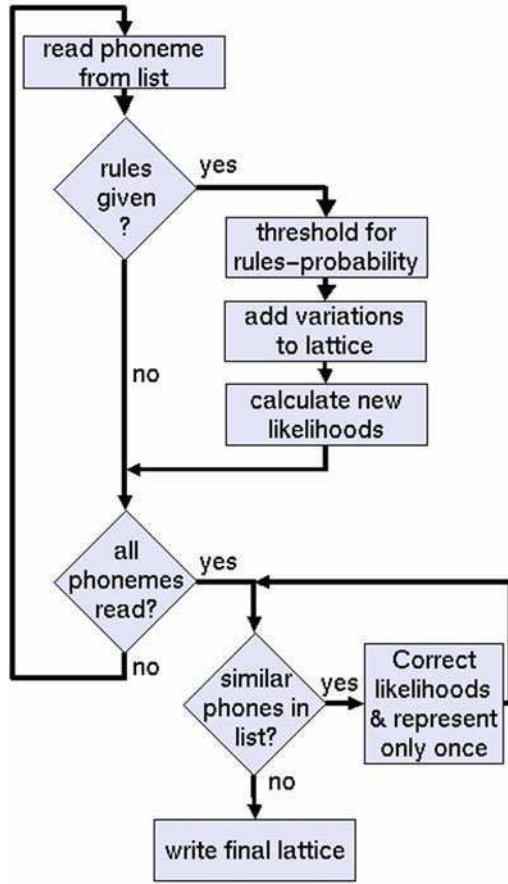 read phoneme
from list
rules
given
?
yes
threshold for
rules–probability
add variations
to lattice
no
calculate new
likelihoods
all
phonemes
read?
yes
no
similar
phones in
list?
yes
Correct
likelihoods
& represent
only once
no
write final lattice